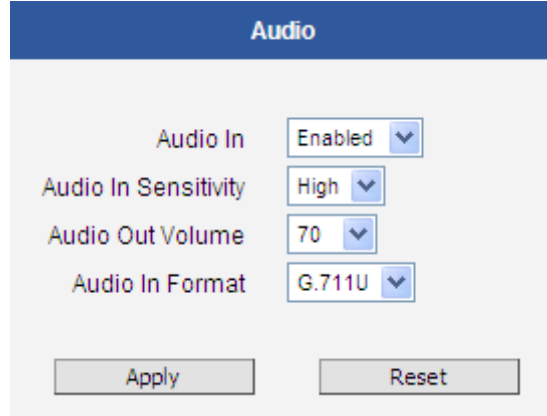 Audio
Audio In Enabled
Audio In Sensitivity High
Audio Out Volume 70
Audio In Format G.711U
Apply Reset